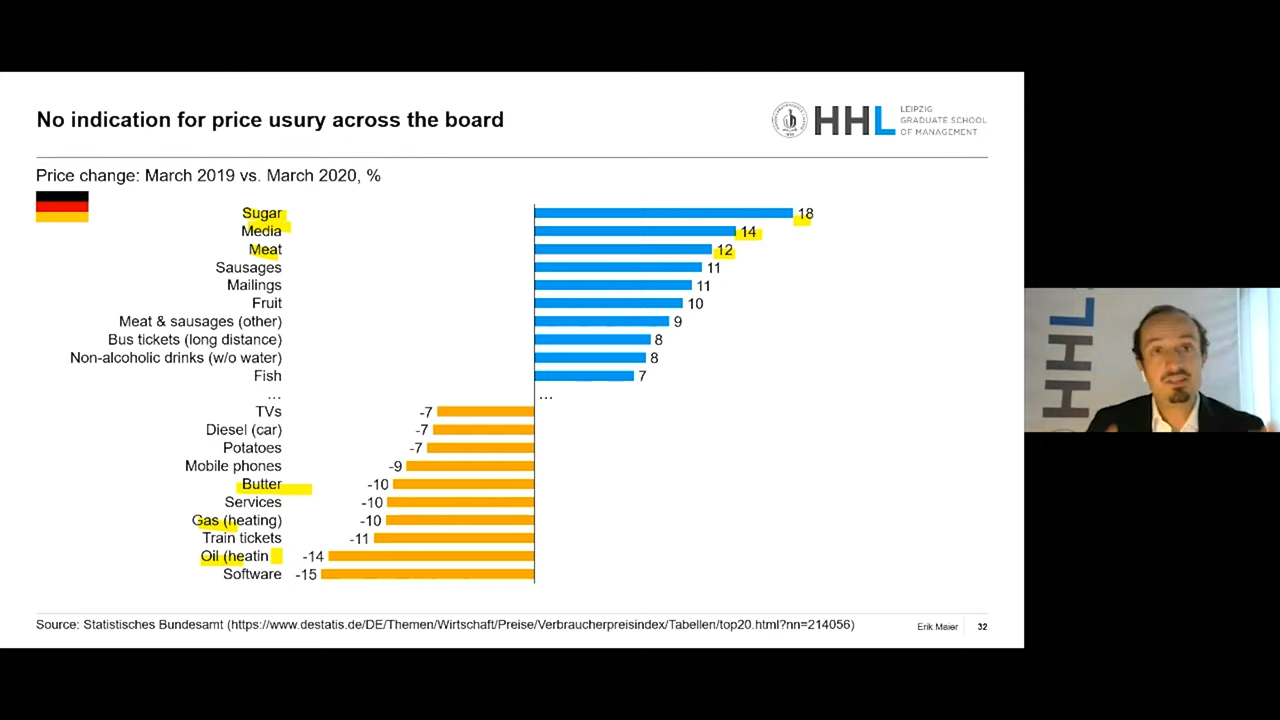 No indication for price usury across the board
HHL
LEIPZIG
GRADUATE SCHOOL
OF MANAGEMENT
Price change: March 2019 vs. March 2020, %
Sugar 18
Media 14
Meat 12
Sausages 11
Mailings 11
Fruit 10
Meat & sausages (other) 9
Bus tickets (long distance) 8
Non-alcoholic drinks (w/o water) 8
Fish 7
... ...
TVs -7
Diesel (car) -7
Potatoes -7
Mobile phones -9
Butter -10
Services -10
Gas (heating) -10
Train tickets -11
Oil (heatin -14
Software -15
Source: Statistisches Bundesamt (https://www.destatis.de/DE/Themen/Wirtschaft/Preise/Verbraucherpreisindex/Tabellen/top20.html?nn=214056)
Erik Maier 32
HHL